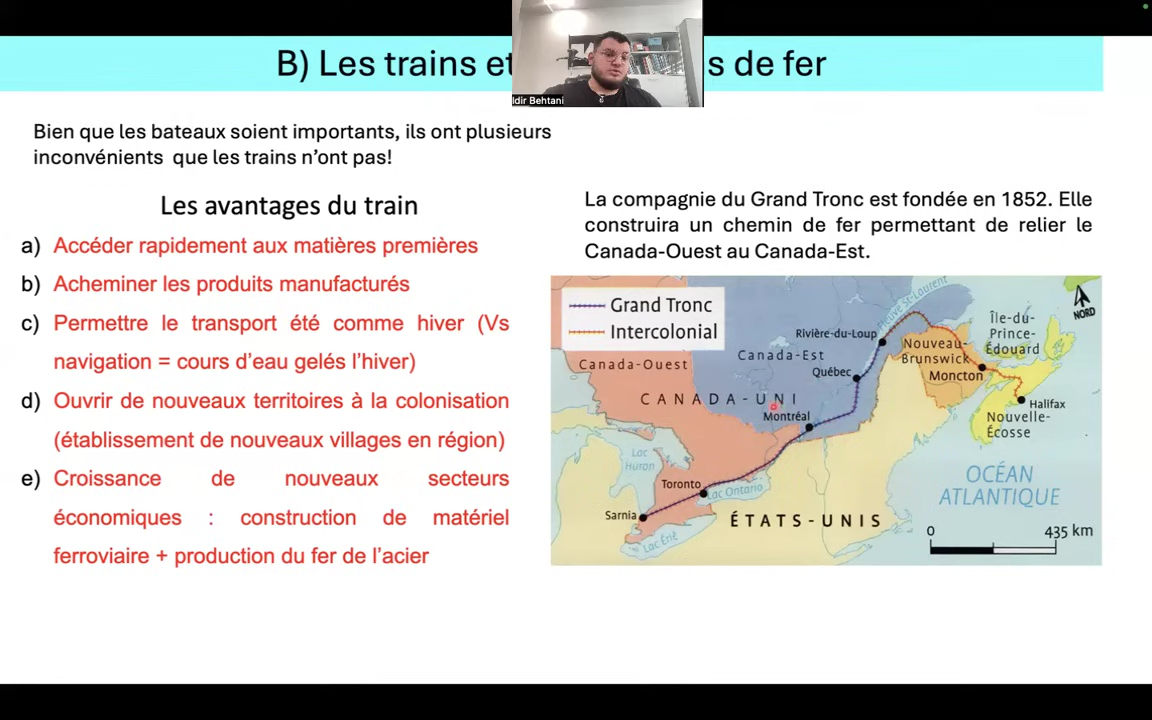 B) Les trains et
s de fer
Idir Behtani
Bien que les bateaux soient importants, ils ont plusieurs
inconvénients que les trains n'ont pas!
Les avantages du train
a) Accéder rapidement aux matières premières
b) Acheminer les produits manufacturés
c) Permettre le transport été comme hiver (Vs
navigation = cours d'eau gelés l'hiver)
d) Ouvrir de nouveaux territoires à la colonisation
(établissement de nouveaux villages en région)
e) Croissance de nouveaux secteurs
économiques : construction de matériel
ferroviaire + production du fer de l'acier
La compagnie du Grand Tronc est fondée en 1852. Elle
construira un chemin de fer permettant de relier le
Canada-Ouest au Canada-Est.
Grand Tronc
Intercolonial
NORD
Fleuve St-Laurent
Île-du-
Prince-
Édouard
Rivière-du-Loup
Nouveau-
Brunswick
Canada-Est
Canada-Ouest
Québec
Moncton
CANADA-UNI
Halifax
Montréal
Nouvelle-
Écosse
Lac
Huron
Toronto
Lac Ontario
OCÉAN
ATLANTIQUE
Sarnia
ÉTATS-UNIS
Lac Érié
0 435 km